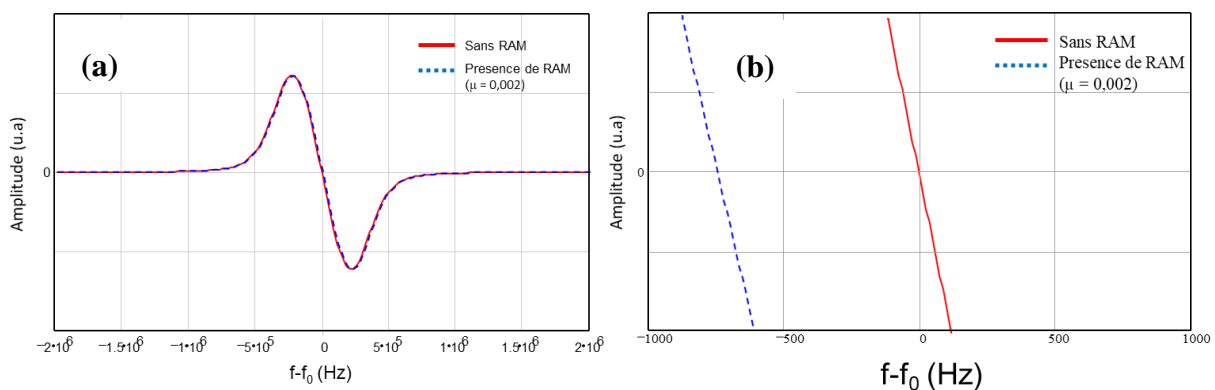 (a)
Sans RAM
Presence de RAM
(μ = 0,002)
Amplitude (u.a)
0
−2•10⁶ −1.5•10⁶ −1•10⁶ −5•10⁵ 0 5•10⁵ 1•10⁶ 1.5•10⁶ 2•10⁶
f-f₀ (Hz)
(b)
Sans RAM
Presence de RAM
(μ = 0,002)
Amplitude (u.a)
0
−1000 −500 0 500 1000
f-f₀ (Hz)